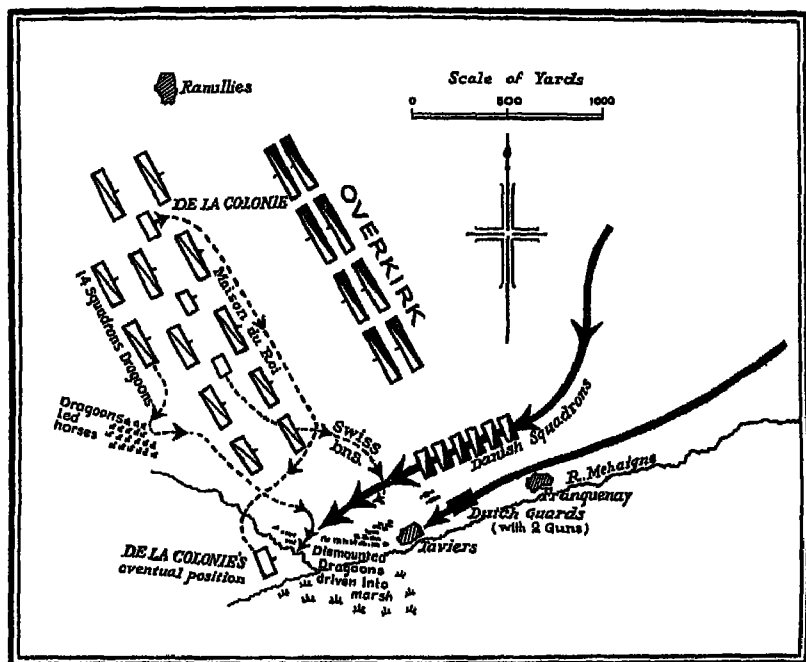 Ramillies
Scale of Yards
0 500 1000
DE LA COLONIE
OVERKIRK
Maison du Roi
14 Squadrons Dragoons
Dragoons
led
horses
Swiss
bns.
Danish Squadrons
R. Mehaigne
Franquenay
Dutch Guards
(with 2 Guns)
Taviers
DE LA COLONIE'S
eventual position
Dismounted
Dragoons
driven into
marsh